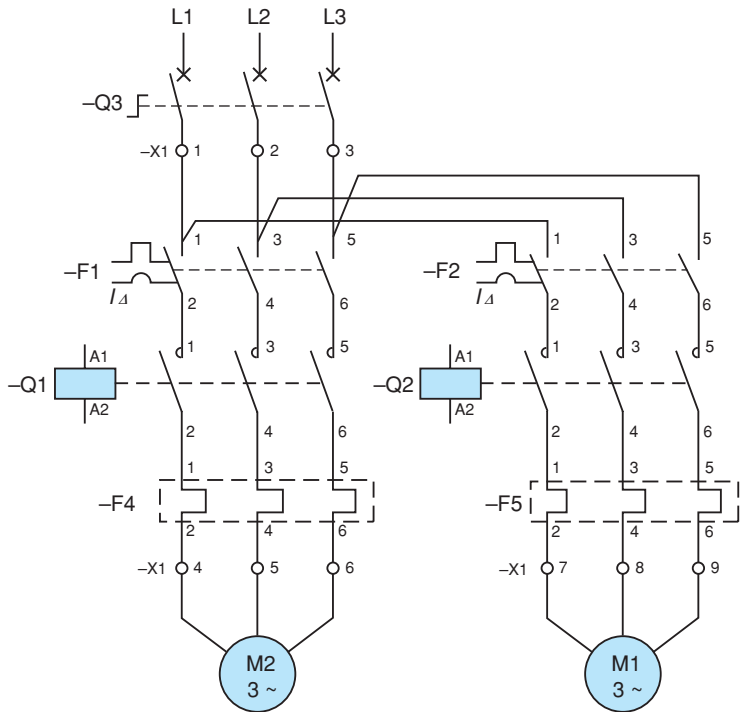 L1 L2 L3
–Q3
–X1 1 2 3
1 3 5 1 3 5
–F1 –F2
I⊿ 2 4 6 I⊿ 2 4 6
1 3 5 1 3 5
A1 A1
–Q1 –Q2
A2 A2
2 4 6 2 4 6
1 3 5 1 3 5
–F4 –F5
2 4 6 2 4 6
–X1 4 5 6 –X1 7 8 9
M2 M1
3 ~ 3 ~